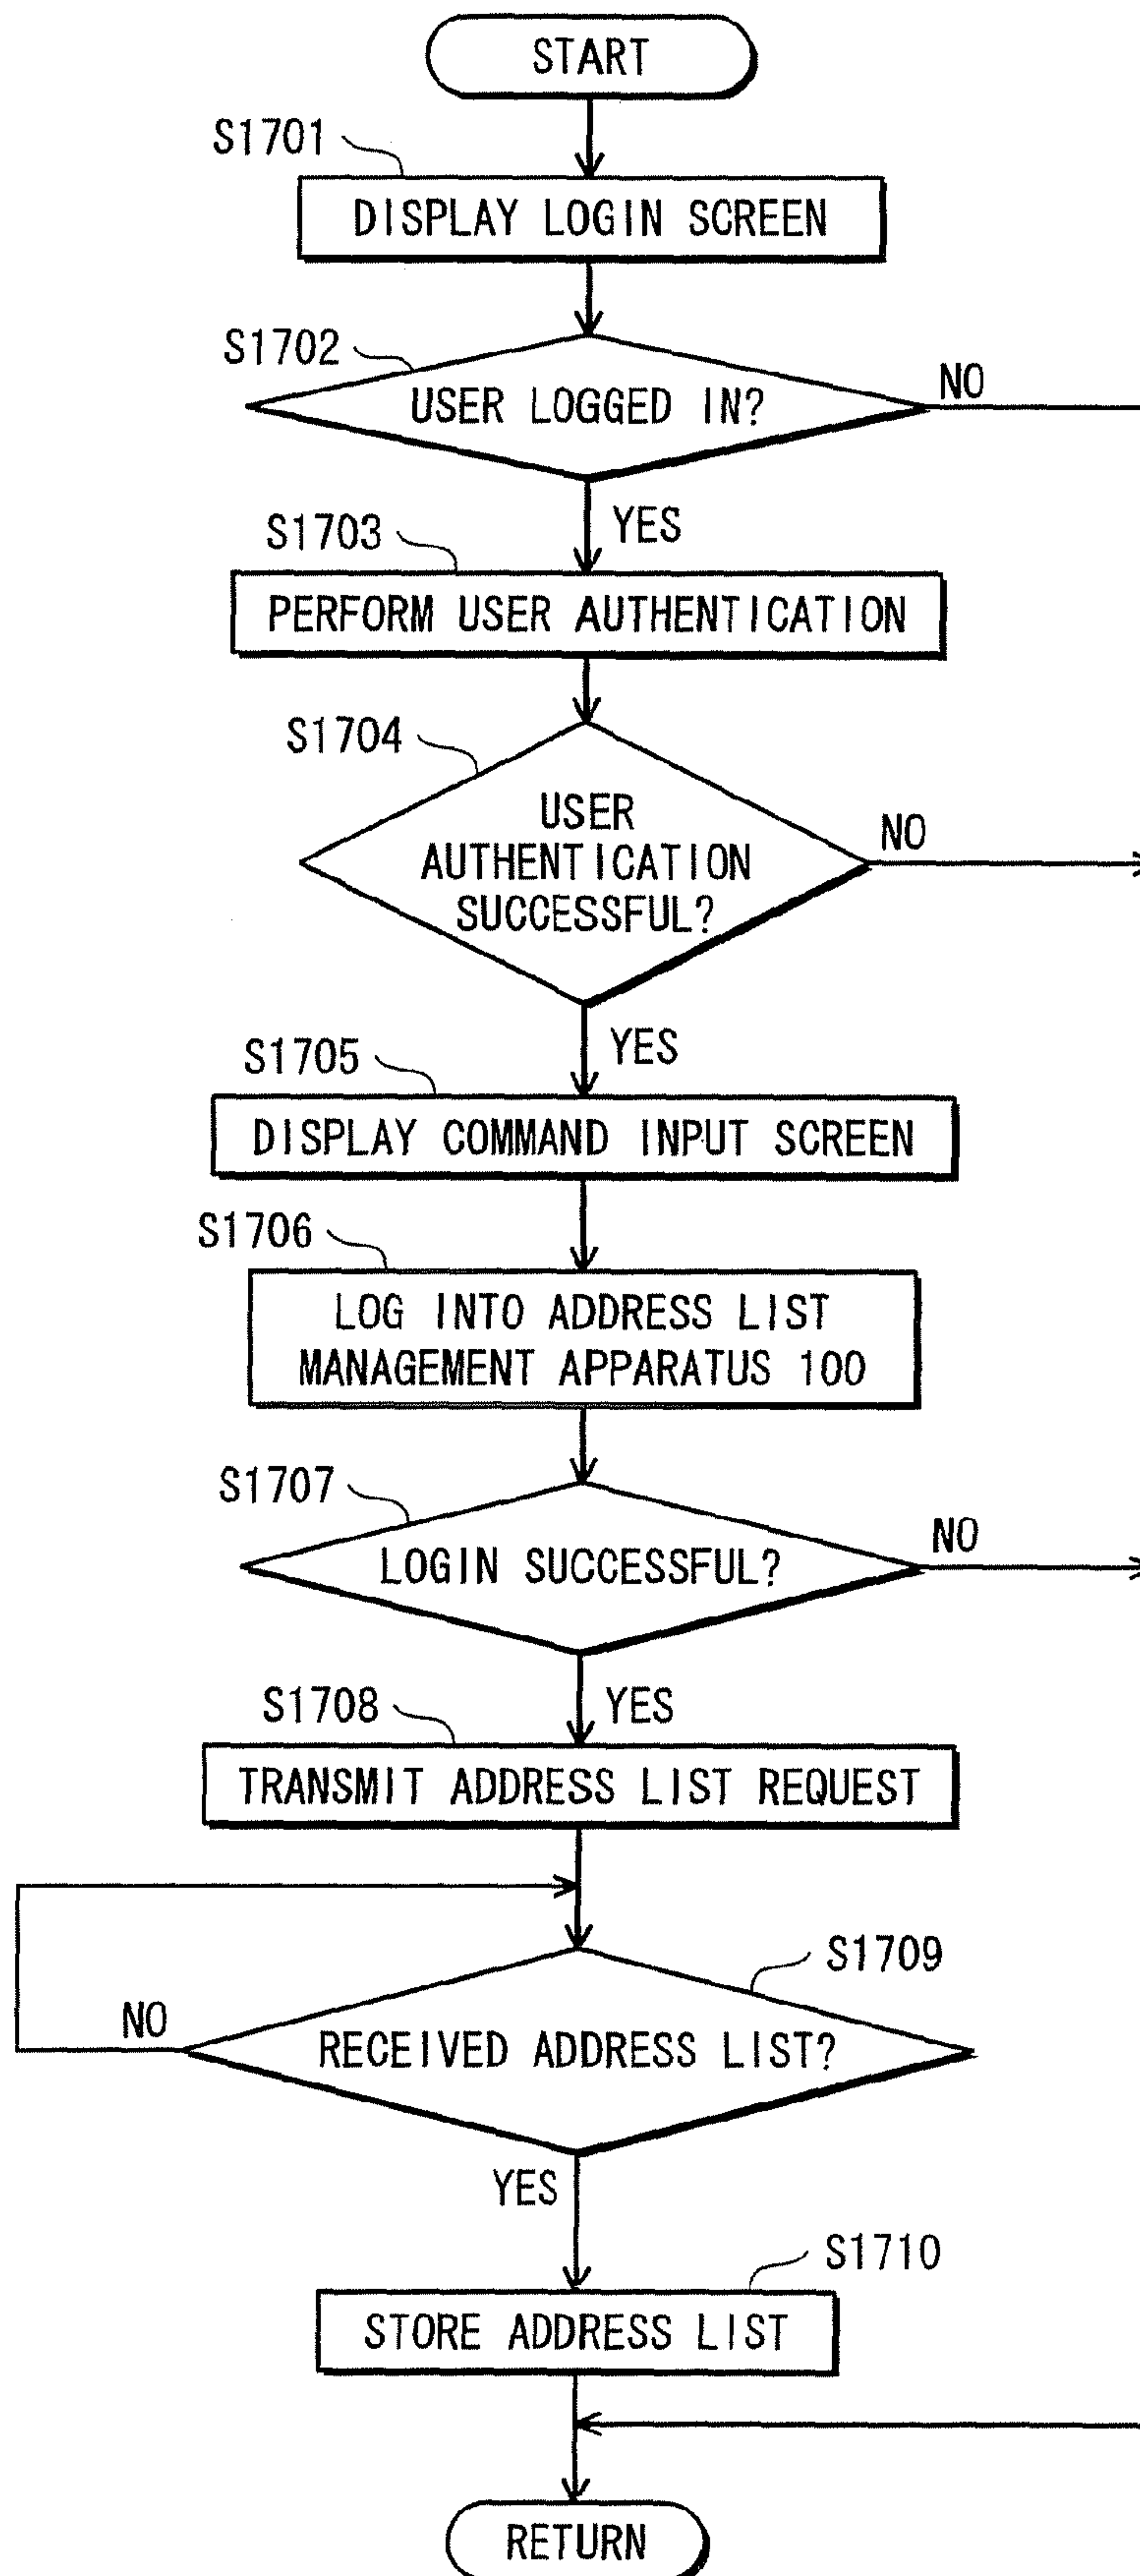 START
S1701
DISPLAY LOGIN SCREEN
S1702
USER LOGGED IN?
NO
YES
S1703
PERFORM USER AUTHENTICATION
S1704
USER
AUTHENTICATION
SUCCESSFUL?
NO
YES
S1705
DISPLAY COMMAND INPUT SCREEN
S1706
LOG INTO ADDRESS LIST
MANAGEMENT APPARATUS 100
S1707
LOGIN SUCCESSFUL?
NO
YES
S1708
TRANSMIT ADDRESS LIST REQUEST
S1709
RECEIVED ADDRESS LIST?
NO
YES
S1710
STORE ADDRESS LIST
RETURN